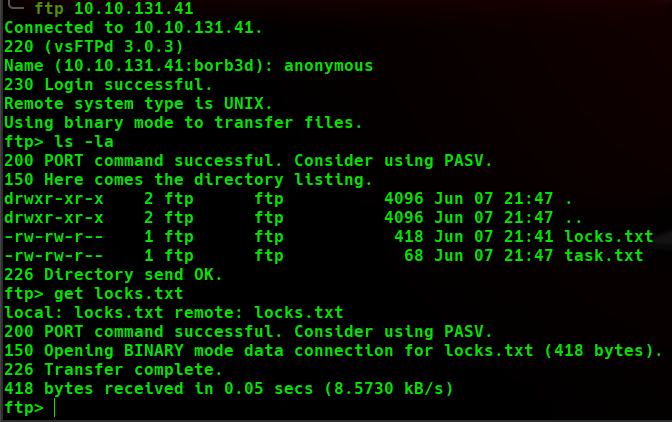 ftp 10.10.131.41
Connected to 10.10.131.41.
220 (vsFTPd 3.0.3)
Name (10.10.131.41:borb3d): anonymous
230 Login successful.
Remote system type is UNIX.
Using binary mode to transfer files.
ftp> ls -la
200 PORT command successful. Consider using PASV.
150 Here comes the directory listing.
drwxr-xr-x    2 ftp      ftp          4096 Jun 07 21:47 .
drwxr-xr-x    2 ftp      ftp          4096 Jun 07 21:47 ..
-rw-rw-r--    1 ftp      ftp           418 Jun 07 21:41 locks.txt
-rw-rw-r--    1 ftp      ftp            68 Jun 07 21:47 task.txt
226 Directory send OK.
ftp> get locks.txt
local: locks.txt remote: locks.txt
200 PORT command successful. Consider using PASV.
150 Opening BINARY mode data connection for locks.txt (418 bytes).
226 Transfer complete.
418 bytes received in 0.05 secs (8.5730 kB/s)
ftp>